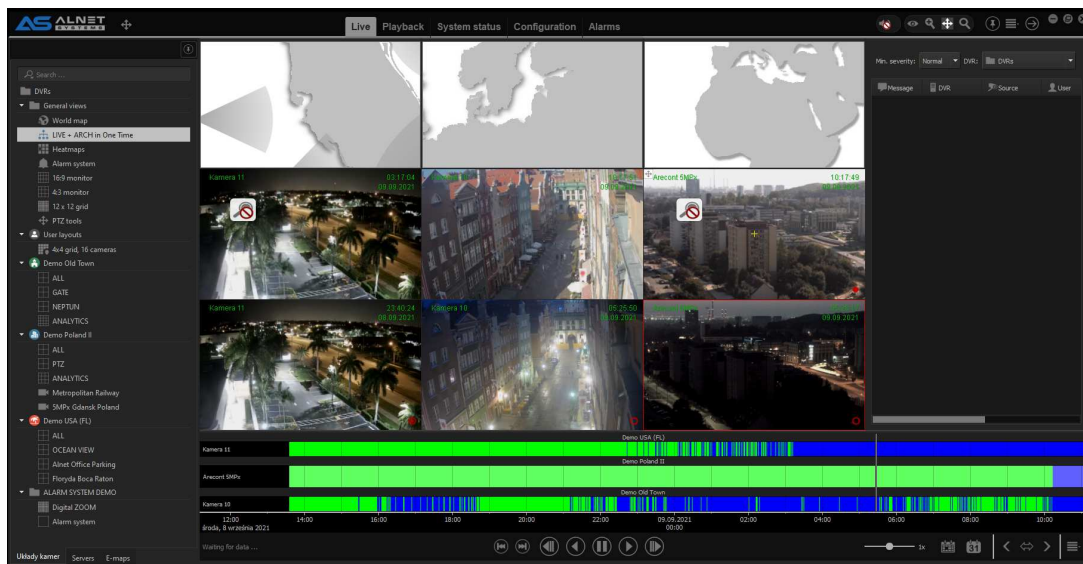 AS ALNET SYSTEMS
Live Playback System status Configuration Alarms
Search ...
DVRs
General views
World map
LIVE + ARCH in One Time
Heatmaps
Alarm system
16:9 monitor
4:3 monitor
12 x 12 grid
PTZ tools
User layouts
4x4 grid, 16 cameras
Demo Old Town
ALL
GATE
NEPTUN
ANALYTICS
Demo Poland II
ALL
PTZ
ANALYTICS
Metropolitan Railway
5MPx Gdansk Poland
Demo USA (FL)
ALL
OCEAN VIEW
Alnet Office Parking
Floryda Boca Raton
ALARM SYSTEM DEMO
Digital ZOOM
Alarm system
Układy kamer Servers E-maps
Kamera 11 03:17:04
09.09.2021
Arecont 5MPx 10:17:49
Kamera 11 23:40:24
09.09.2021
Kamera 10 05:25:50
09.09.2021
09.09.2021
Min. severity: Normal DVR: DVRs
Message DVR Source User
Demo USA (FL)
Kamera 11
Demo Poland II
Arecont 5MPx
Demo Old Town
Kamera 10
12:00 14:00 16:00 18:00 20:00 22:00 09.09.2021 02:00 04:00 06:00 08:00 10:00
środa, 8 września 2021 00:00
Waiting for data ...
1x 31